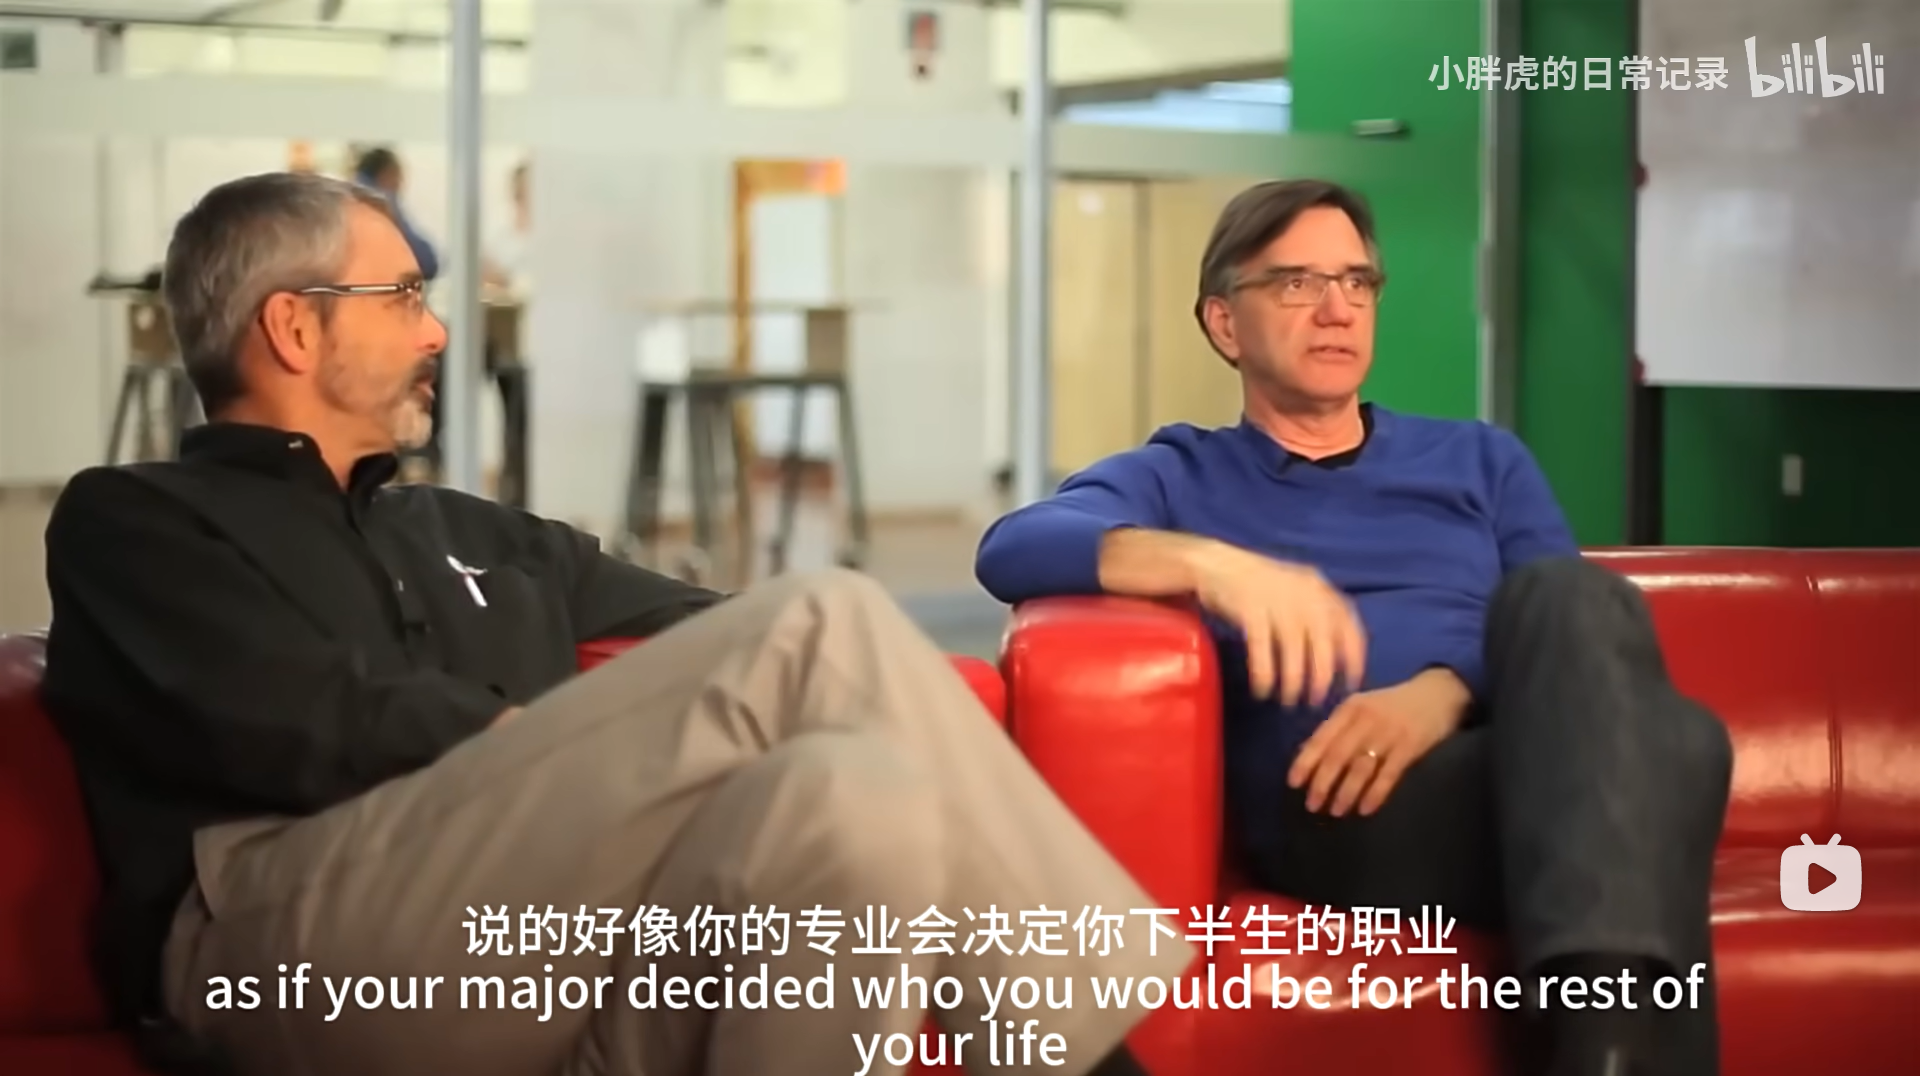 小胖虎的日常记录 bilibili
说的好像你的专业会决定你下半生的职业
as if your major decided who you would be for the rest of
your life